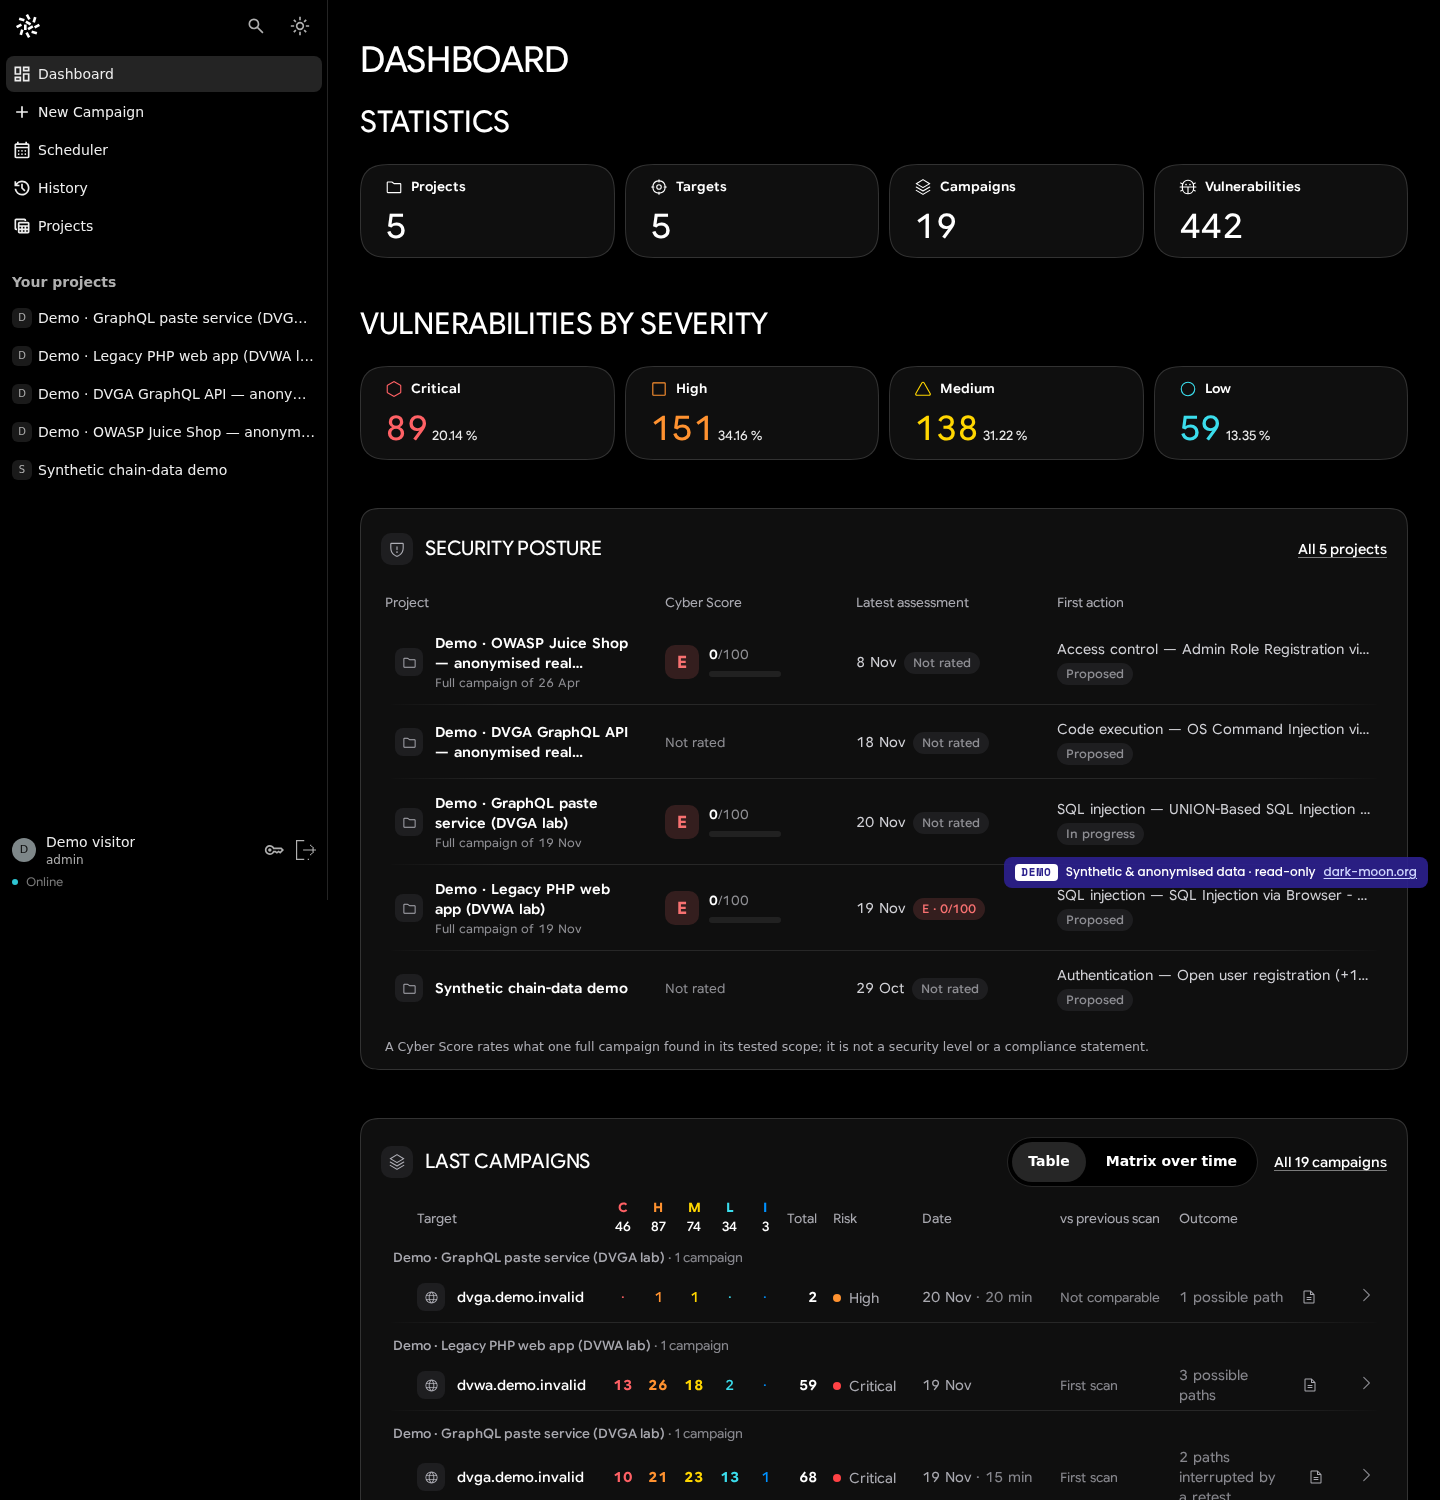 Dashboard
New Campaign
Scheduler
History
Projects
Your projects
D Demo · GraphQL paste service (DVG...
D Demo · Legacy PHP web app (DVWA l...
D Demo · DVGA GraphQL API — anony...
D Demo · OWASP Juice Shop — anonym...
S Synthetic chain-data demo
D
Demo visitor
admin
Online
DASHBOARD
STATISTICS
Projects
5
Targets
5
Campaigns
19
Vulnerabilities
442
VULNERABILITIES BY SEVERITY
Critical
89 20.14 %
High
151 34.16 %
Medium
138 31.22 %
Low
59 13.35 %
SECURITY POSTURE
All 5 projects
Project Cyber Score Latest assessment First action
Demo · OWASP Juice Shop
— anonymised real...
Full campaign of 26 Apr
E 0/100
8 Nov Not rated
Access control — Admin Role Registration vi...
Proposed
Demo · DVGA GraphQL API
— anonymised real...
Not rated
18 Nov Not rated
Code execution — OS Command Injection vi...
Proposed
Demo · GraphQL paste
service (DVGA lab)
Full campaign of 19 Nov
E 0/100
20 Nov Not rated
SQL injection — UNION-Based SQL Injection ...
In progress
DEMO Synthetic & anonymised data · read-only dark-moon.org
Demo · Legacy PHP web
app (DVWA lab)
Full campaign of 19 Nov
E 0/100
19 Nov E · 0/100
SQL injection — SQL Injection via Browser - ...
Proposed
Synthetic chain-data demo
Not rated
29 Oct Not rated
Authentication — Open user registration (+1...
Proposed
A Cyber Score rates what one full campaign found in its tested scope; it is not a security level or a compliance statement.
LAST CAMPAIGNS
Table Matrix over time All 19 campaigns
Target C H M L I Total Risk Date vs previous scan Outcome
46 87 74 34 3
Demo · GraphQL paste service (DVGA lab) · 1 campaign
dvga.demo.invalid · 1 1 · · 2 High 20 Nov · 20 min Not comparable 1 possible path
Demo · Legacy PHP web app (DVWA lab) · 1 campaign
dvwa.demo.invalid 13 26 18 2 · 59 Critical 19 Nov First scan 3 possible
paths
Demo · GraphQL paste service (DVGA lab) · 1 campaign
dvga.demo.invalid 10 21 23 13 1 68 Critical 19 Nov · 15 min First scan 2 paths
interrupted by
a retest